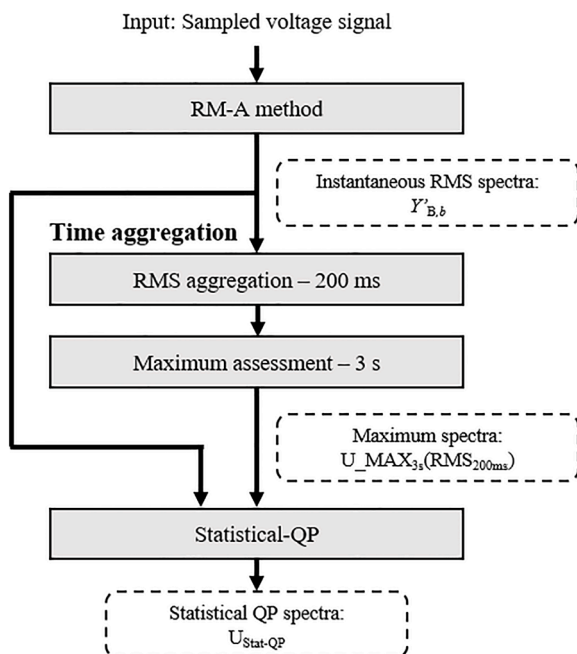 Input: Sampled voltage signal
RM-A method
Instantaneous RMS spectra:
Y'B,b
Time aggregation
RMS aggregation – 200 ms
Maximum assessment – 3 s
Maximum spectra:
U_MAX3s(RMS200ms)
Statistical-QP
Statistical QP spectra:
UStat-QP